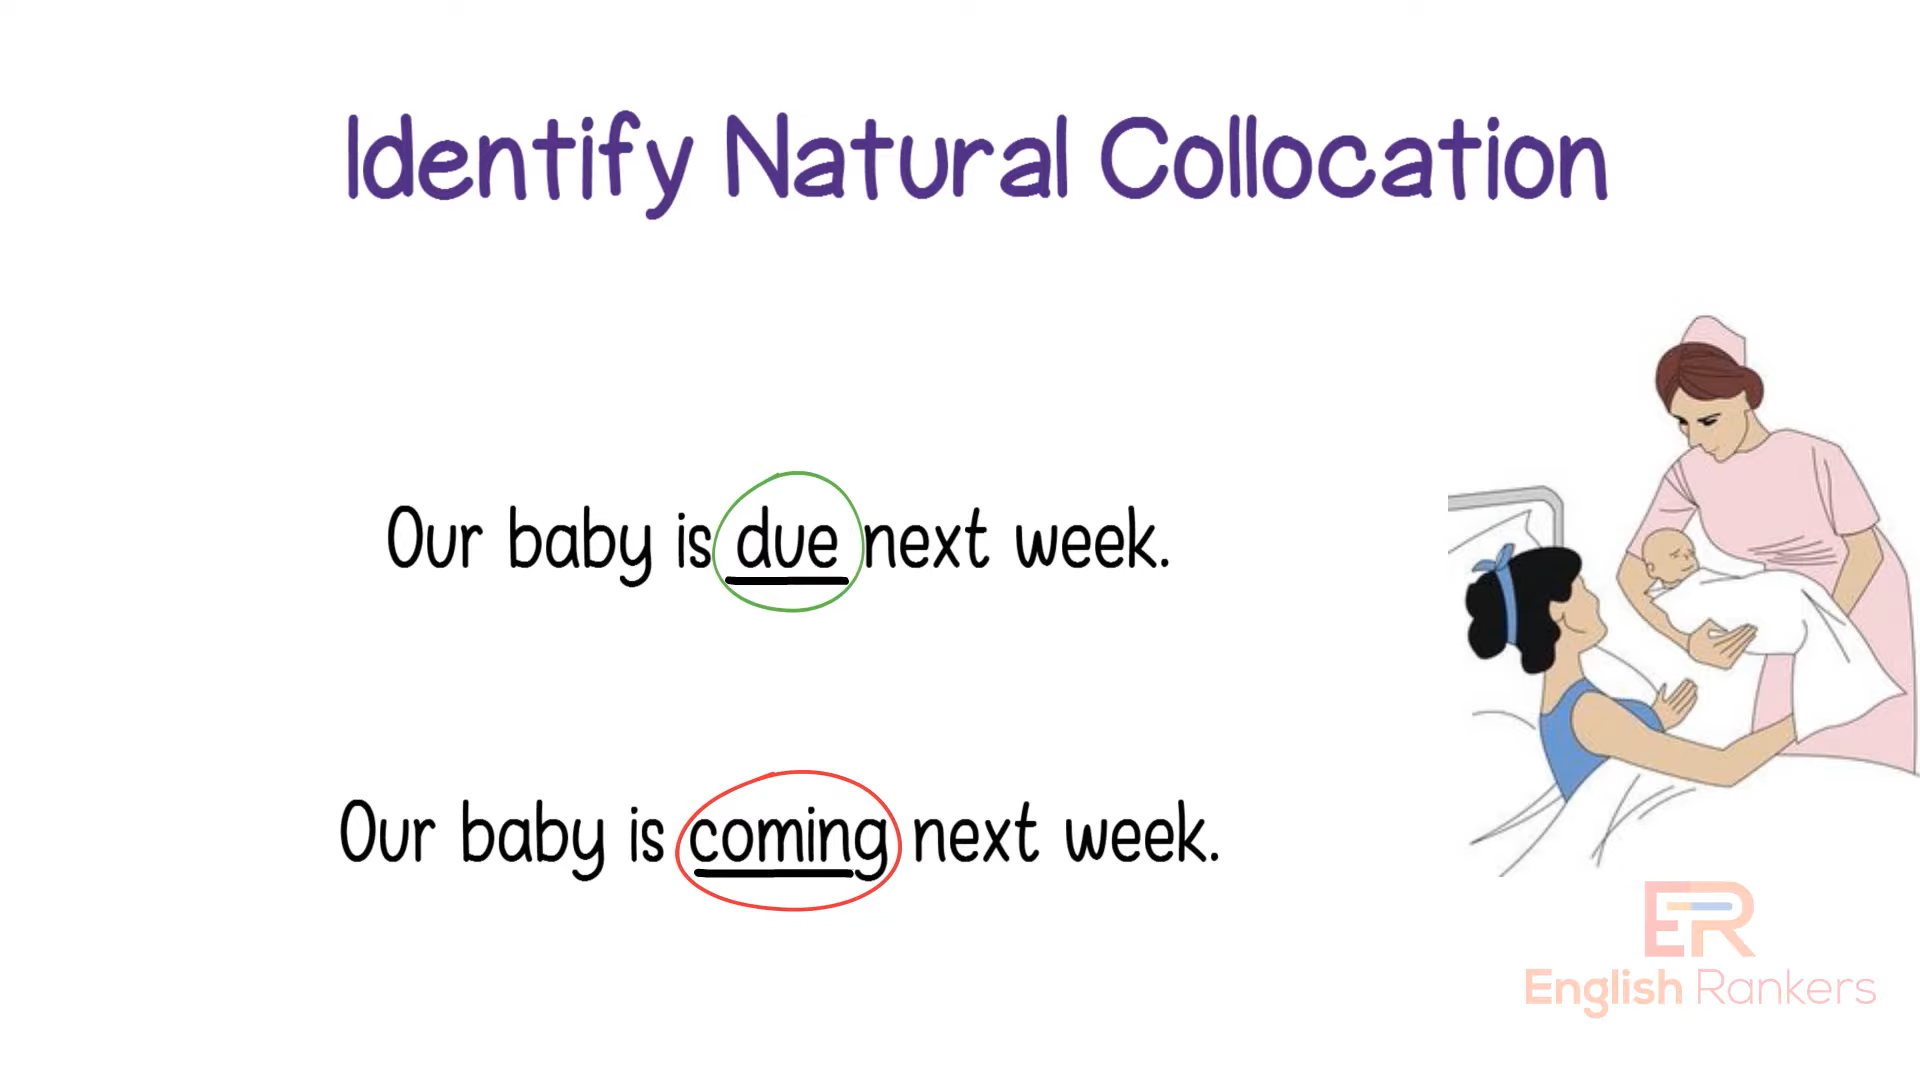 Identify Natural Collocation
Our baby is due next week.
Our baby is coming next week.
ER
English Rankers